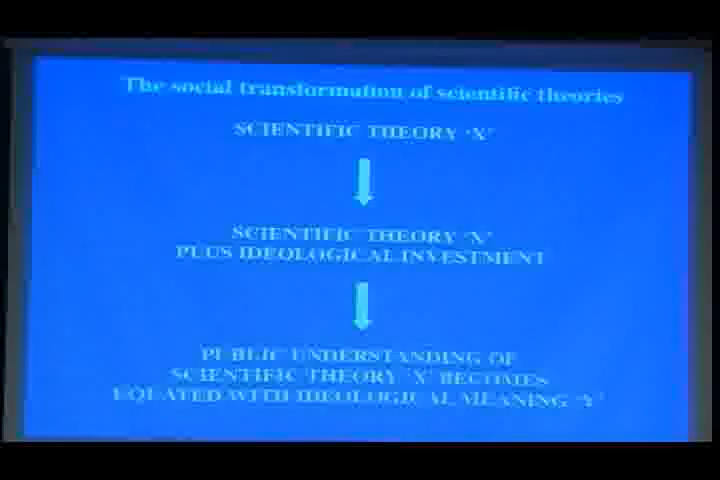 The social transformation of scientific theories
SCIENTIFIC THEORY 'X'
SCIENTIFIC THEORY 'X'
PLUS IDEOLOGICAL INVESTMENT
PUBLIC UNDERSTANDING OF
SCIENTIFIC THEORY 'X' BECOMES
EQUATED WITH IDEOLOGICAL MEANING 'Y'